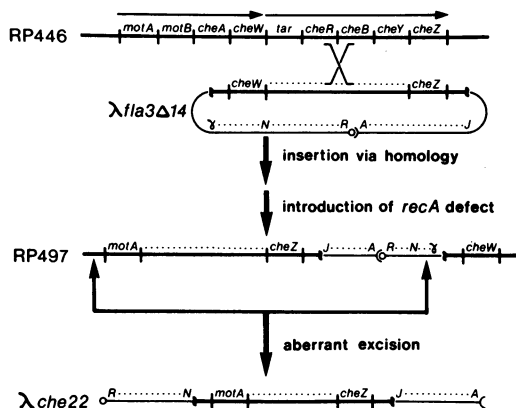 RP446 motA motB cheA cheW tar cheR cheB cheY cheZ
cheW cheZ
λfla3Δ14
γ N R A J
insertion via homology
introduction of recA defect
RP497 motA cheZ J A R N γ cheW
aberrant excision
λche22 R N motA cheZ J A